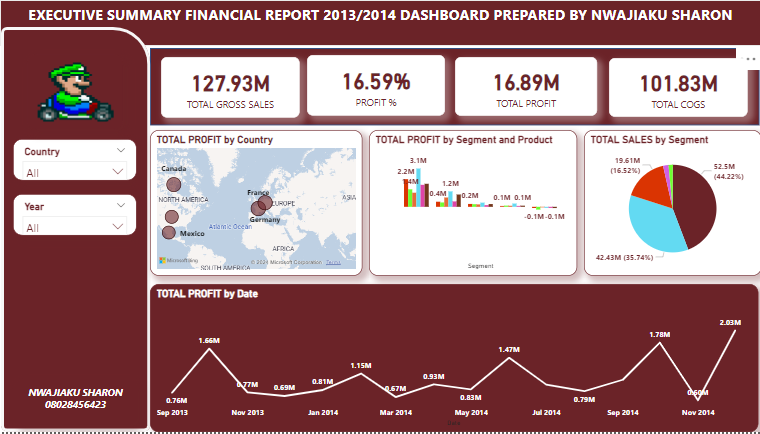 EXECUTIVE SUMMARY FINANCIAL REPORT 2013/2014 DASHBOARD PREPARED BY NWAJIAKU SHARON
127.93M
TOTAL GROSS SALES
16.59%
PROFIT %
16.89M
TOTAL PROFIT
101.83M
TOTAL COGS
Country
All
Year
All
NWAJIAKU SHARON
08028456423
TOTAL PROFIT by Country
Canada
NORTH AMERICA
Mexico
Atlantic Ocean
France
EUROPE
Germany
ASIA
AFRICA
SOUTH AMERICA
Microsoft Bing
© 2024 Microsoft Corporation Terms
TOTAL PROFIT by Segment and Product
3.1M
2.2M
0.4M
1.2M
0.2M
0.1M 0.1M
-0.1M -0.1M
Segment
TOTAL SALES by Segment
19.61M
(16.52%)
52.5M
(44.22%)
42.43M (35.74%)
TOTAL PROFIT by Date
0.76M
1.66M
0.77M
0.69M
0.81M
1.15M
0.67M
0.93M
0.83M
1.47M
0.79M
1.78M
2.03M
Sep 2013
Nov 2013
Jan 2014
Mar 2014
May 2014
Jul 2014
Sep 2014
Nov 2014